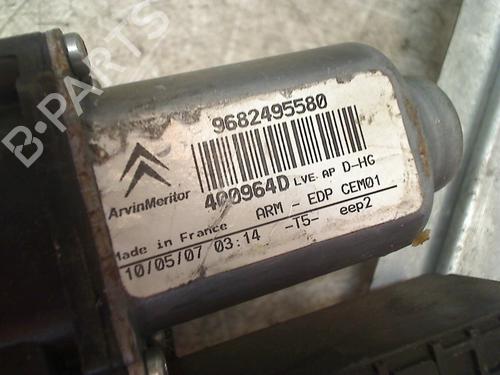 B-PARTS
9682495580
400964D LVE. AP D-HG
ArvinMeritor
ARM - EDP CEM01
Made in France
10/05/07 03:14 -T5- eep2